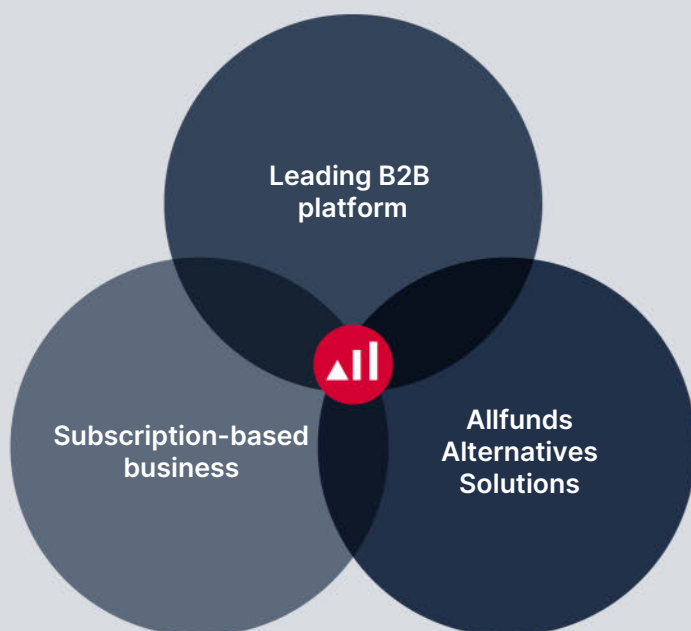 Leading B2B
platform
Subscription-based
business
Allfunds
Alternatives
Solutions